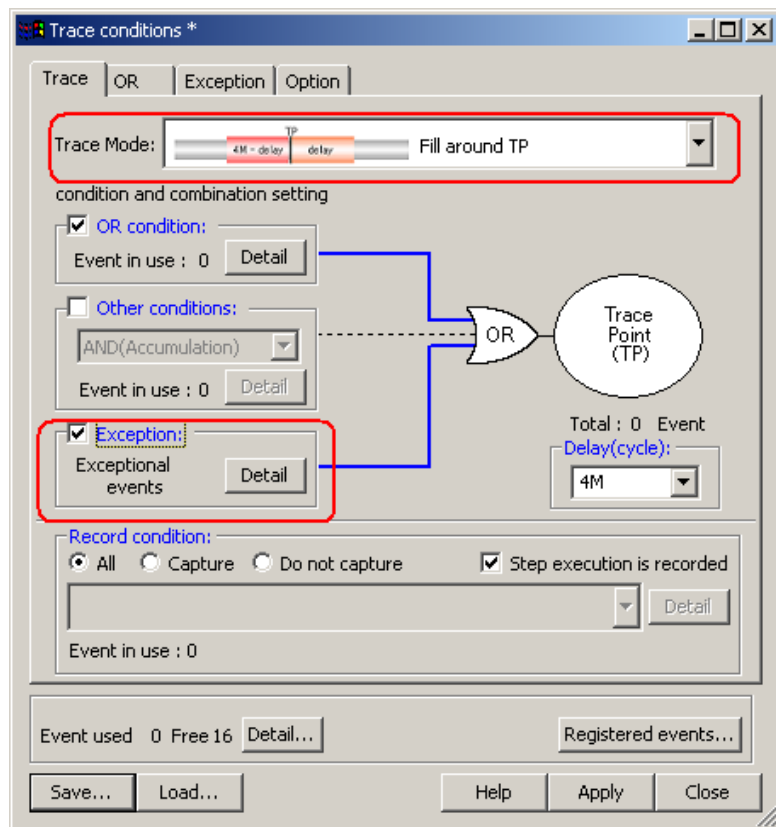 Trace conditions *
Trace OR Exception Option
Trace Mode: 4M - delay TP delay Fill around TP
condition and combination setting
OR condition:
Event in use : 0 Detail
Other conditions:
AND(Accumulation)
Event in use : 0 Detail
Exception:
Exceptional
events
Detail
OR
Trace
Point
(TP)
Total : 0 Event
Delay(cycle):
4M
Record condition:
All Capture Do not capture Step execution is recorded
Detail
Event in use : 0
Event used 0 Free 16 Detail... Registered events...
Save... Load... Help Apply Close